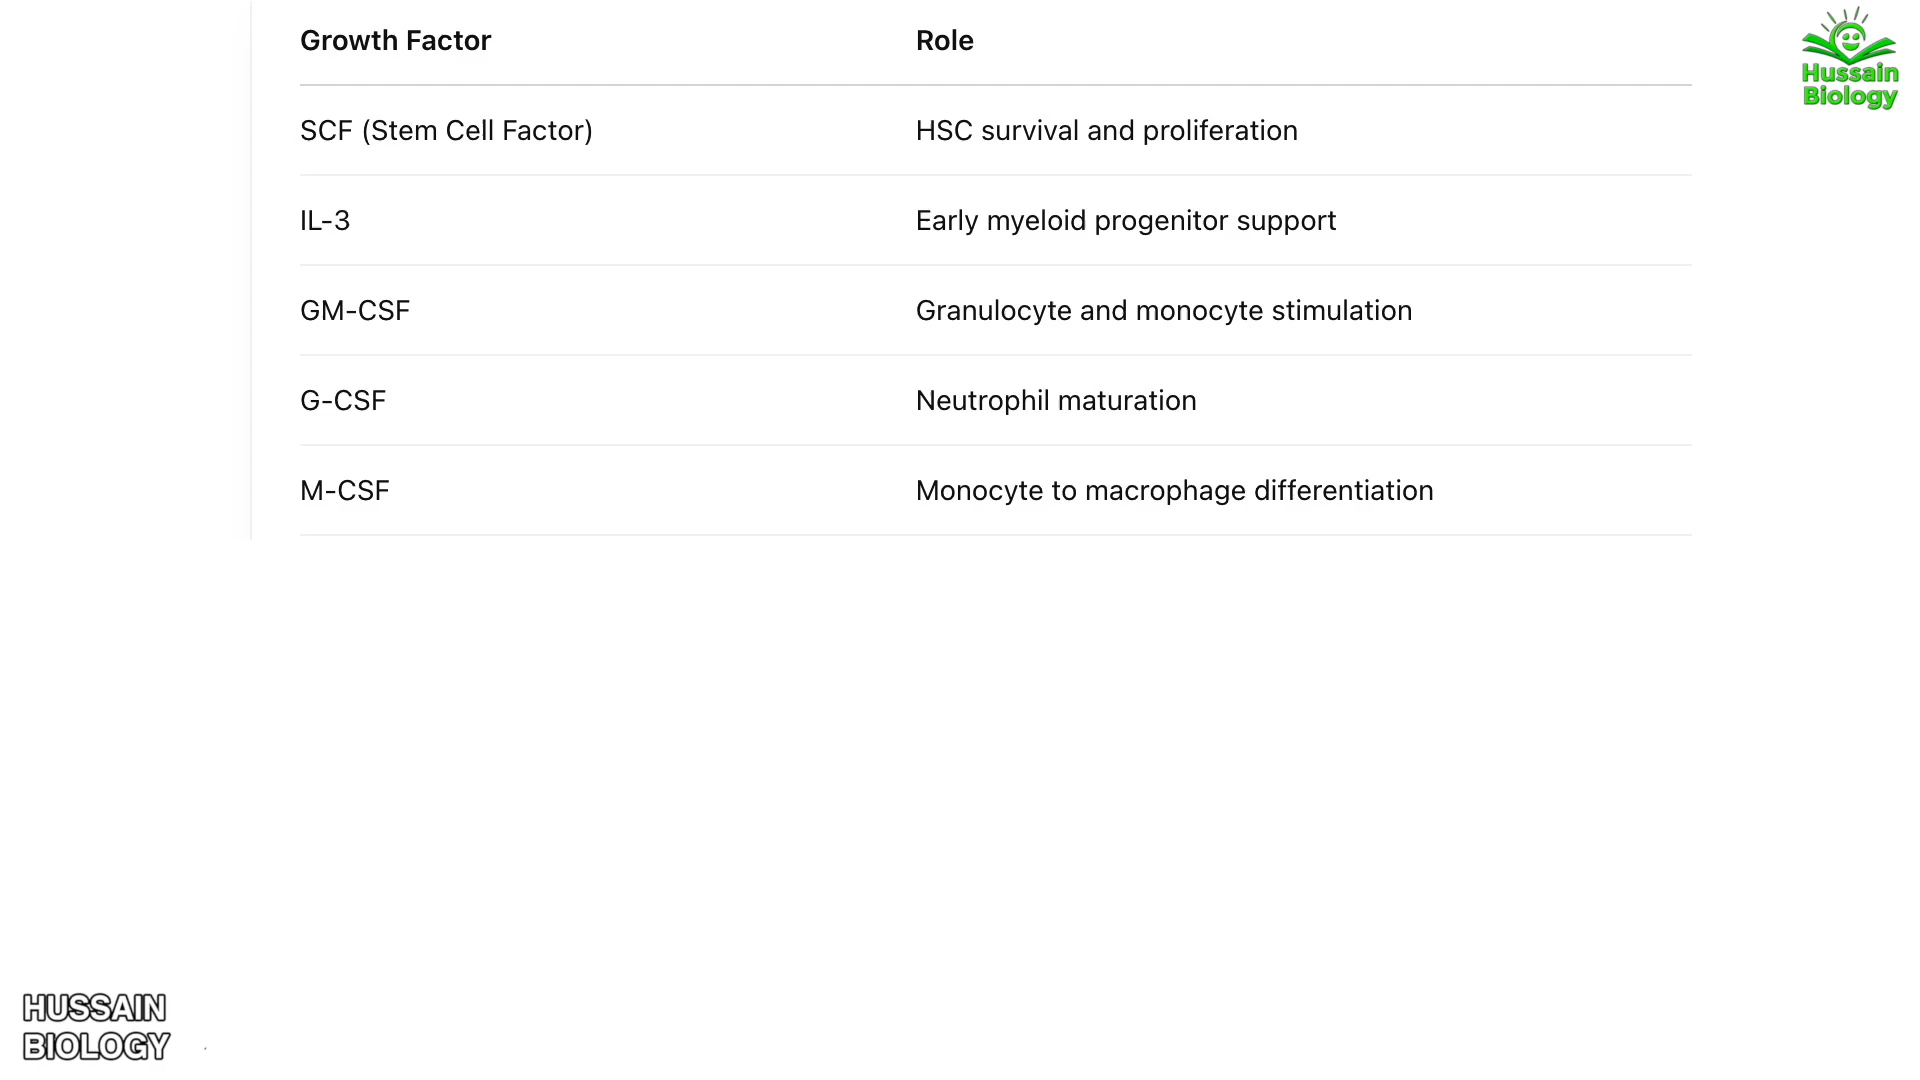 Growth Factor Role
SCF (Stem Cell Factor) HSC survival and proliferation
IL-3 Early myeloid progenitor support
GM-CSF Granulocyte and monocyte stimulation
G-CSF Neutrophil maturation
M-CSF Monocyte to macrophage differentiation
Hussain
Biology
HUSSAIN
BIOLOGY